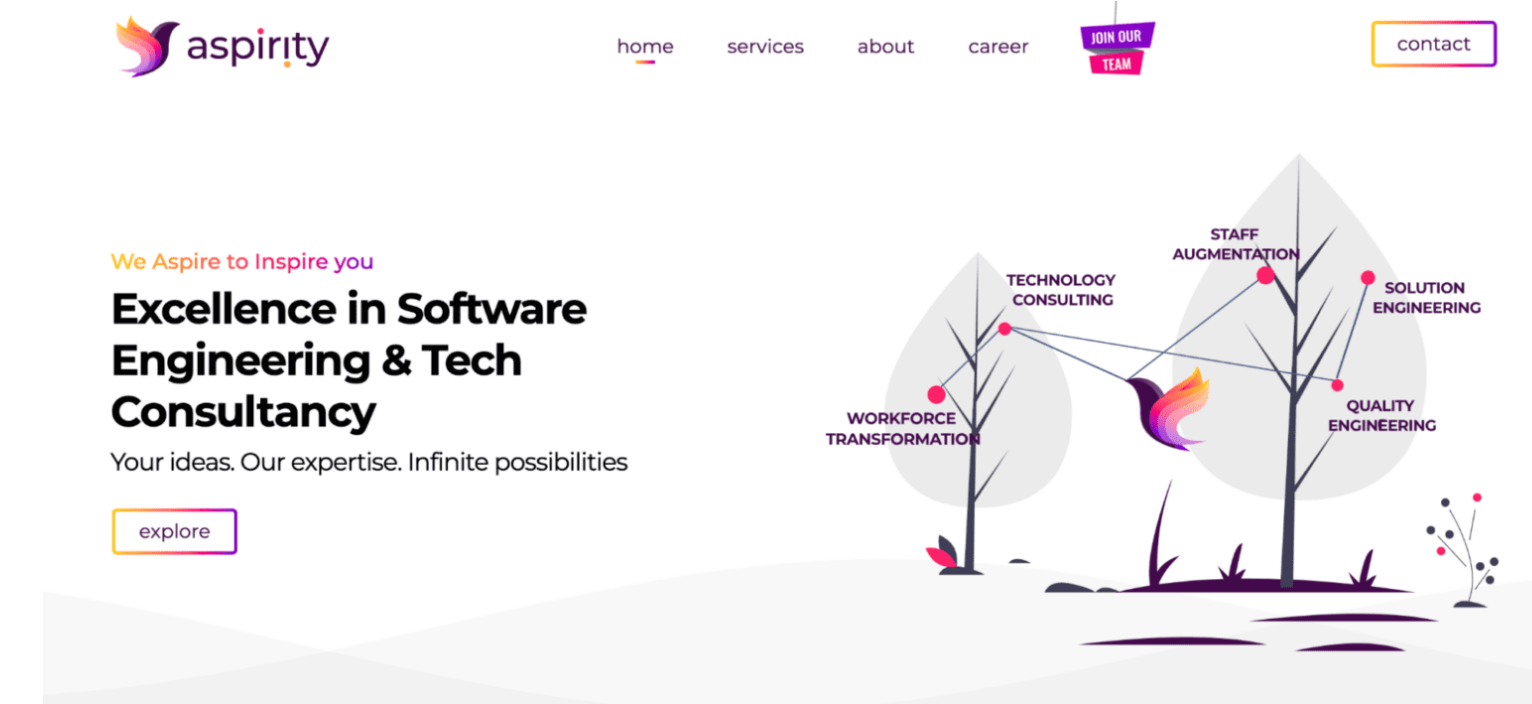 aspirity
home
services
about
career
JOIN OUR
TEAM
contact
We Aspire to Inspire you
Excellence in Software
Engineering & Tech
Consultancy
Your ideas. Our expertise. Infinite possibilities
explore
STAFF
AUGMENTATION
TECHNOLOGY
CONSULTING
SOLUTION
ENGINEERING
WORKFORCE
TRANSFORMATION
QUALITY
ENGINEERING